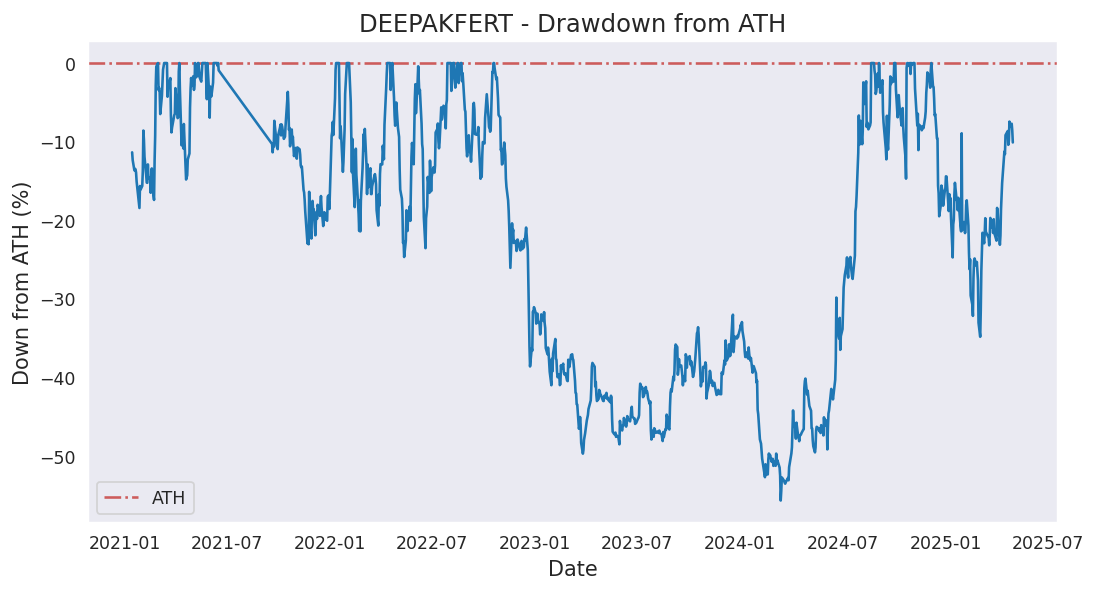 DEEPAKFERT - Drawdown from ATH
Down from ATH (%)
0
−10
−20
−30
−40
−50
ATH
2021-01 2021-07 2022-01 2022-07 2023-01 2023-07 2024-01 2024-07 2025-01 2025-07
Date